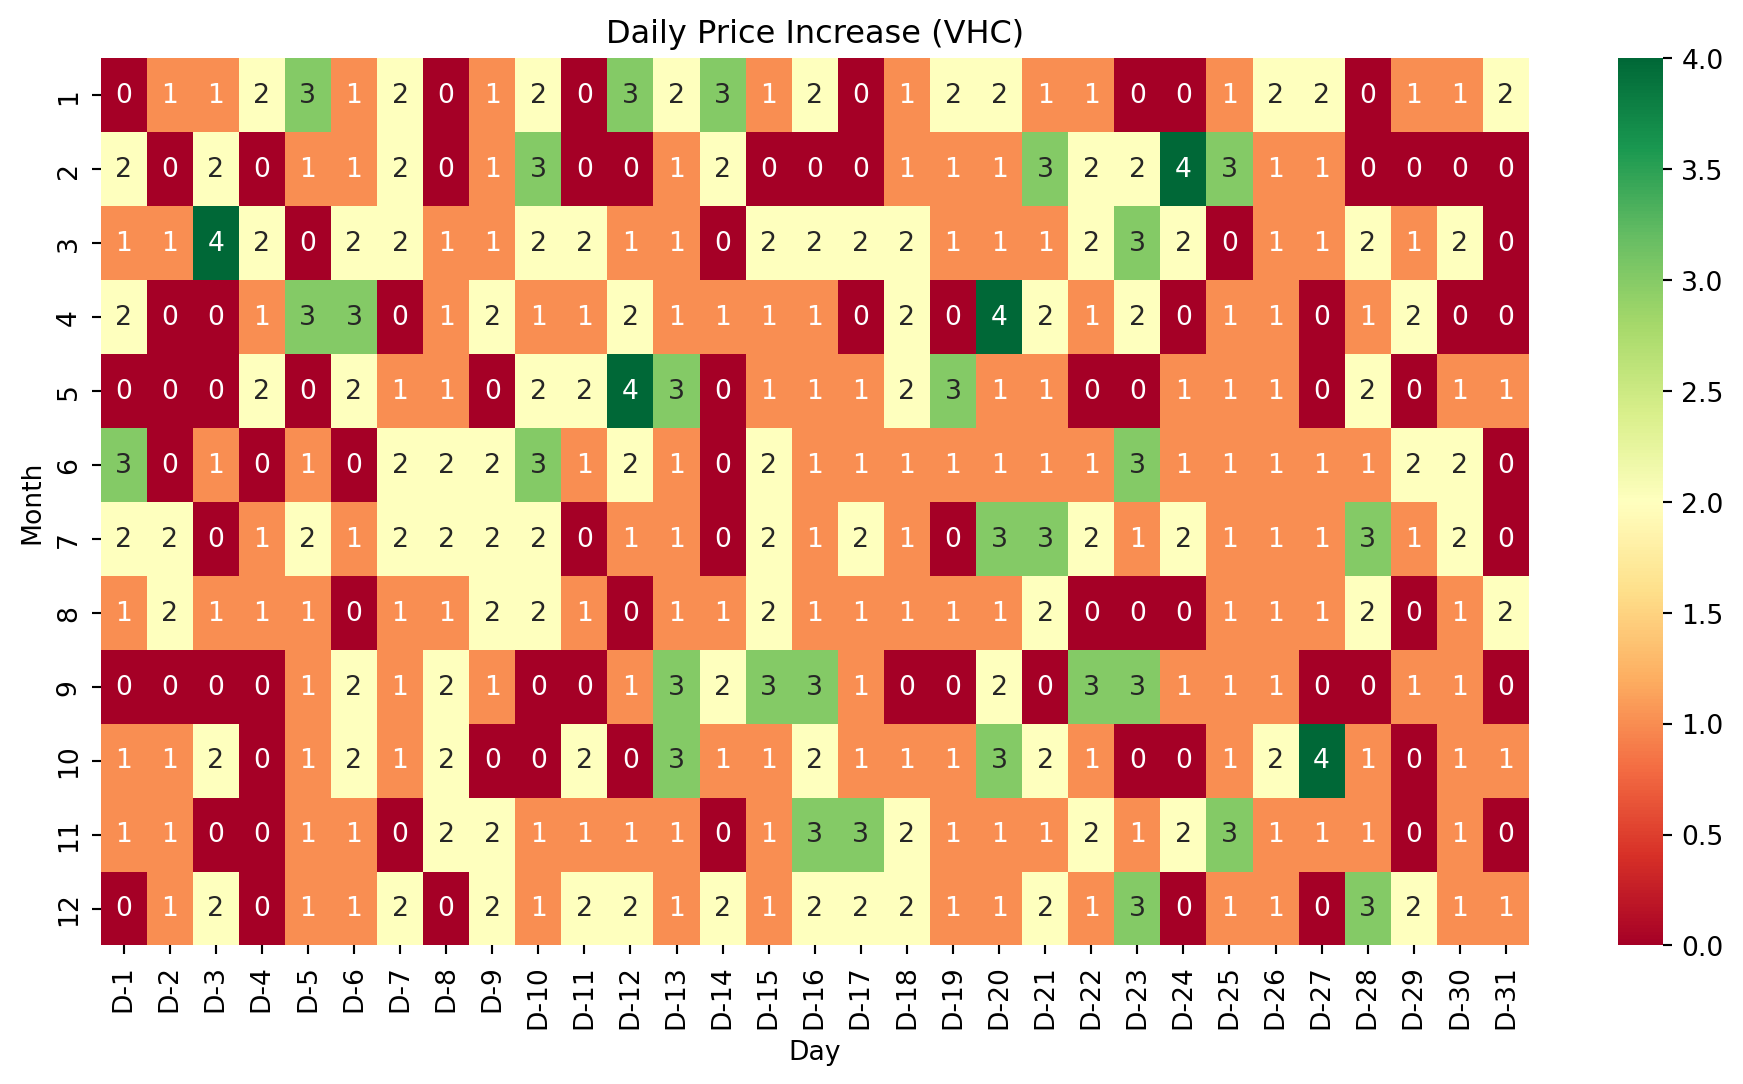 Daily Price Increase (VHC)
1 0 1 1 2 3 1 2 0 1 2 0 3 2 3 1 2 0 1 2 2 1 1 0 0 1 2 2 0 1 1 2
2 2 0 2 0 1 1 2 0 1 3 0 0 1 2 0 0 0 1 1 1 3 2 2 4 3 1 1 0 0 0 0
3 1 1 4 2 0 2 2 1 1 2 2 1 1 0 2 2 2 2 1 1 1 2 3 2 0 1 1 2 1 2 0
4 2 0 0 1 3 3 0 1 2 1 1 2 1 1 1 1 0 2 0 4 2 1 2 0 1 1 0 1 2 0 0
5 0 0 0 2 0 2 1 1 0 2 2 4 3 0 1 1 1 2 3 1 1 0 0 1 1 1 0 2 0 1 1
6 3 0 1 0 1 0 2 2 2 3 1 2 1 0 2 1 1 1 1 1 1 1 3 1 1 1 1 1 2 2 0
7 2 2 0 1 2 1 2 2 2 2 0 1 1 0 2 1 2 1 0 3 3 2 1 2 1 1 1 3 1 2 0
8 1 2 1 1 1 0 1 1 2 2 1 0 1 1 2 1 1 1 1 1 2 0 0 0 1 1 1 2 0 1 2
9 0 0 0 0 1 2 1 2 1 0 0 1 3 2 3 3 1 0 0 2 0 3 3 1 1 1 0 0 1 1 0
10 1 1 2 0 1 2 1 2 0 0 2 0 3 1 1 2 1 1 1 3 2 1 0 0 1 2 4 1 0 1 1
11 1 1 0 0 1 1 0 2 2 1 1 1 1 0 1 3 3 2 1 1 1 2 1 2 3 1 1 1 0 1 0
12 0 1 2 0 1 1 2 0 2 1 2 2 1 2 1 2 2 2 1 1 2 1 3 0 1 1 0 3 2 1 1
Month
D-1 D-2 D-3 D-4 D-5 D-6 D-7 D-8 D-9 D-10 D-11 D-12 D-13 D-14 D-15 D-16 D-17 D-18 D-19 D-20 D-21 D-22 D-23 D-24 D-25 D-26 D-27 D-28 D-29 D-30 D-31
Day
4.0
3.5
3.0
2.5
2.0
1.5
1.0
0.5
0.0